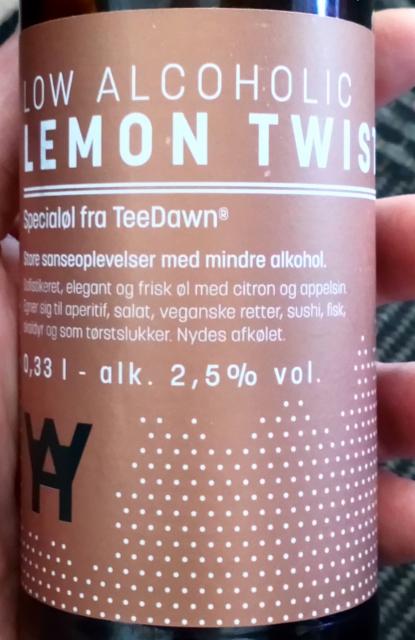 LOW ALCOHOLIC
LEMON TWIST
Specialøl fra TeeDawn®
Store sanseoplevelser med mindre alkohol.
Sofistikeret, elegant og frisk øl med citron og appelsin.
Egner sig til aperitif, salat, veganske retter, sushi, fisk,
skaldyr og som tørstslukker. Nydes afkølet.
0,33 l - alk. 2,5% vol.